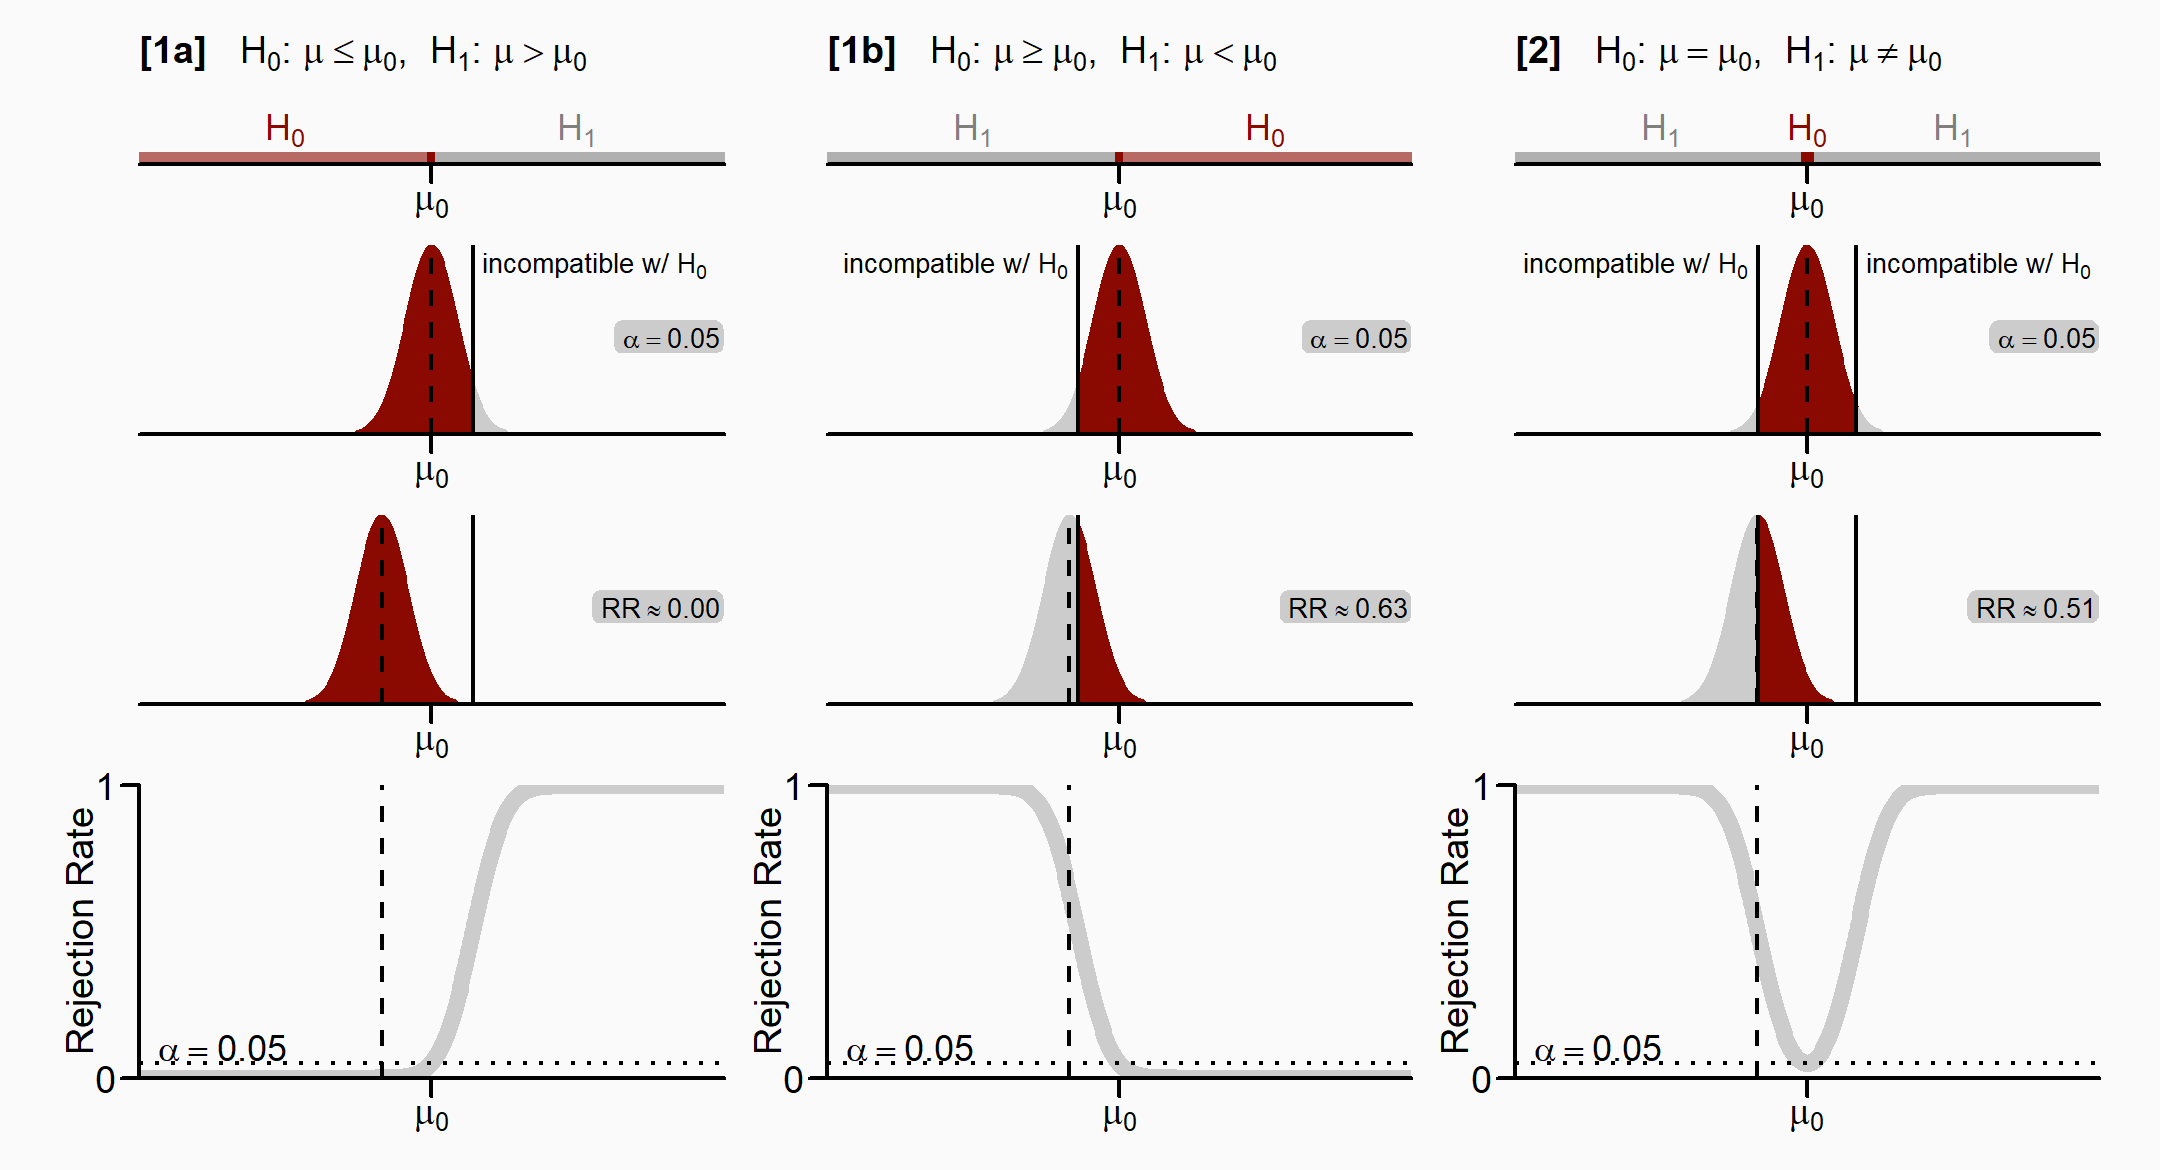 [1a] H₀: μ ≤ μ₀, H₁: μ > μ₀
H₀ H₁
μ₀
incompatible w/ H₀
α = 0.05
μ₀
RR ≈ 0.00
μ₀
1
Rejection Rate
α = 0.05
0
μ₀
[1b] H₀: μ ≥ μ₀, H₁: μ < μ₀
H₁ H₀
μ₀
incompatible w/ H₀
α = 0.05
μ₀
RR ≈ 0.63
μ₀
1
Rejection Rate
α = 0.05
0
μ₀
[2] H₀: μ = μ₀, H₁: μ ≠ μ₀
H₁ H₀ H₁
μ₀
incompatible w/ H₀ incompatible w/ H₀
α = 0.05
μ₀
RR ≈ 0.51
μ₀
1
Rejection Rate
α = 0.05
0
μ₀